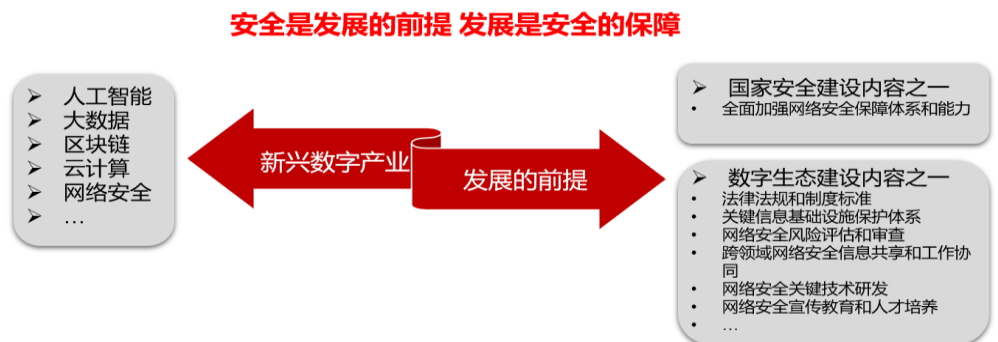 安全是发展的前提 发展是安全的保障
➢ 人工智能
➢ 大数据
➢ 区块链
➢ 云计算
➢ 网络安全
➢ …
新兴数字产业
发展的前提
➢ 国家安全建设内容之一
• 全面加强网络安全保障体系和能力
➢ 数字生态建设内容之一
• 法律法规和制度标准
• 关键信息基础设施保护体系
• 网络安全风险评估和审查
• 跨领域网络安全信息共享和工作协
同
• 网络安全关键技术研发
• 网络安全宣传教育和人才培养
• …